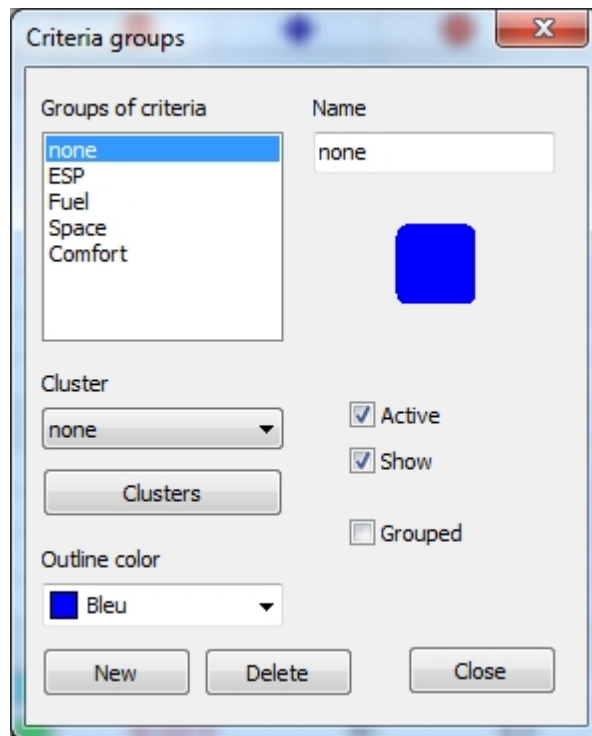 Criteria groups
Groups of criteria
none
ESP
Fuel
Space
Comfort
Name
none
Cluster
none
Clusters
Active
Show
Grouped
Outline color
Bleu
New
Delete
Close